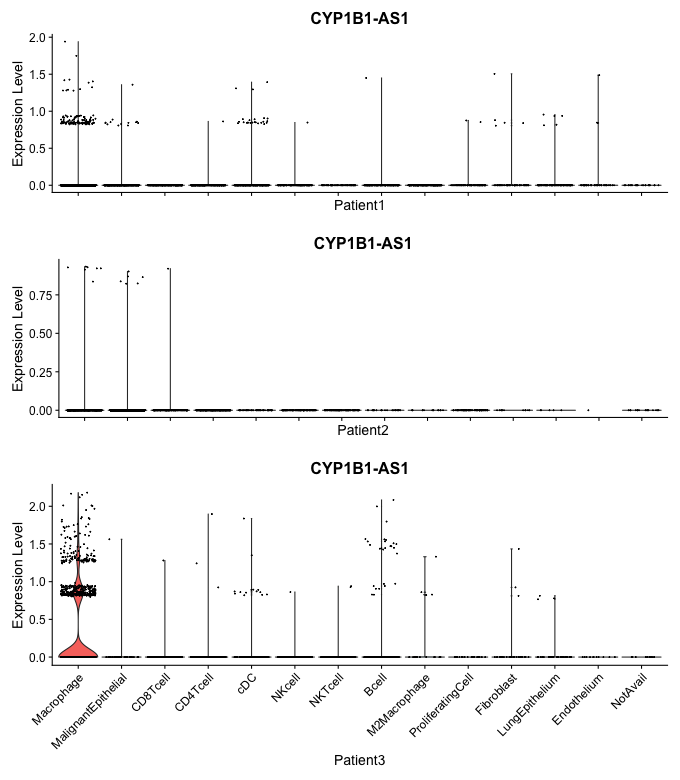 CYP1B1-AS1
2.0
1.5
1.0
0.5
0.0
Expression Level
Patient1
CYP1B1-AS1
0.75
0.50
0.25
0.00
Expression Level
Patient2
CYP1B1-AS1
2.0
1.5
1.0
0.5
0.0
Expression Level
Macrophage
MalignantEpithelial
CD8Tcell
CD4Tcell
cDC
NKcell
NKTcell
Bcell
M2Macrophage
ProliferatingCell
Fibroblast
LungEpithelium
Endothelium
NotAvail
Patient3